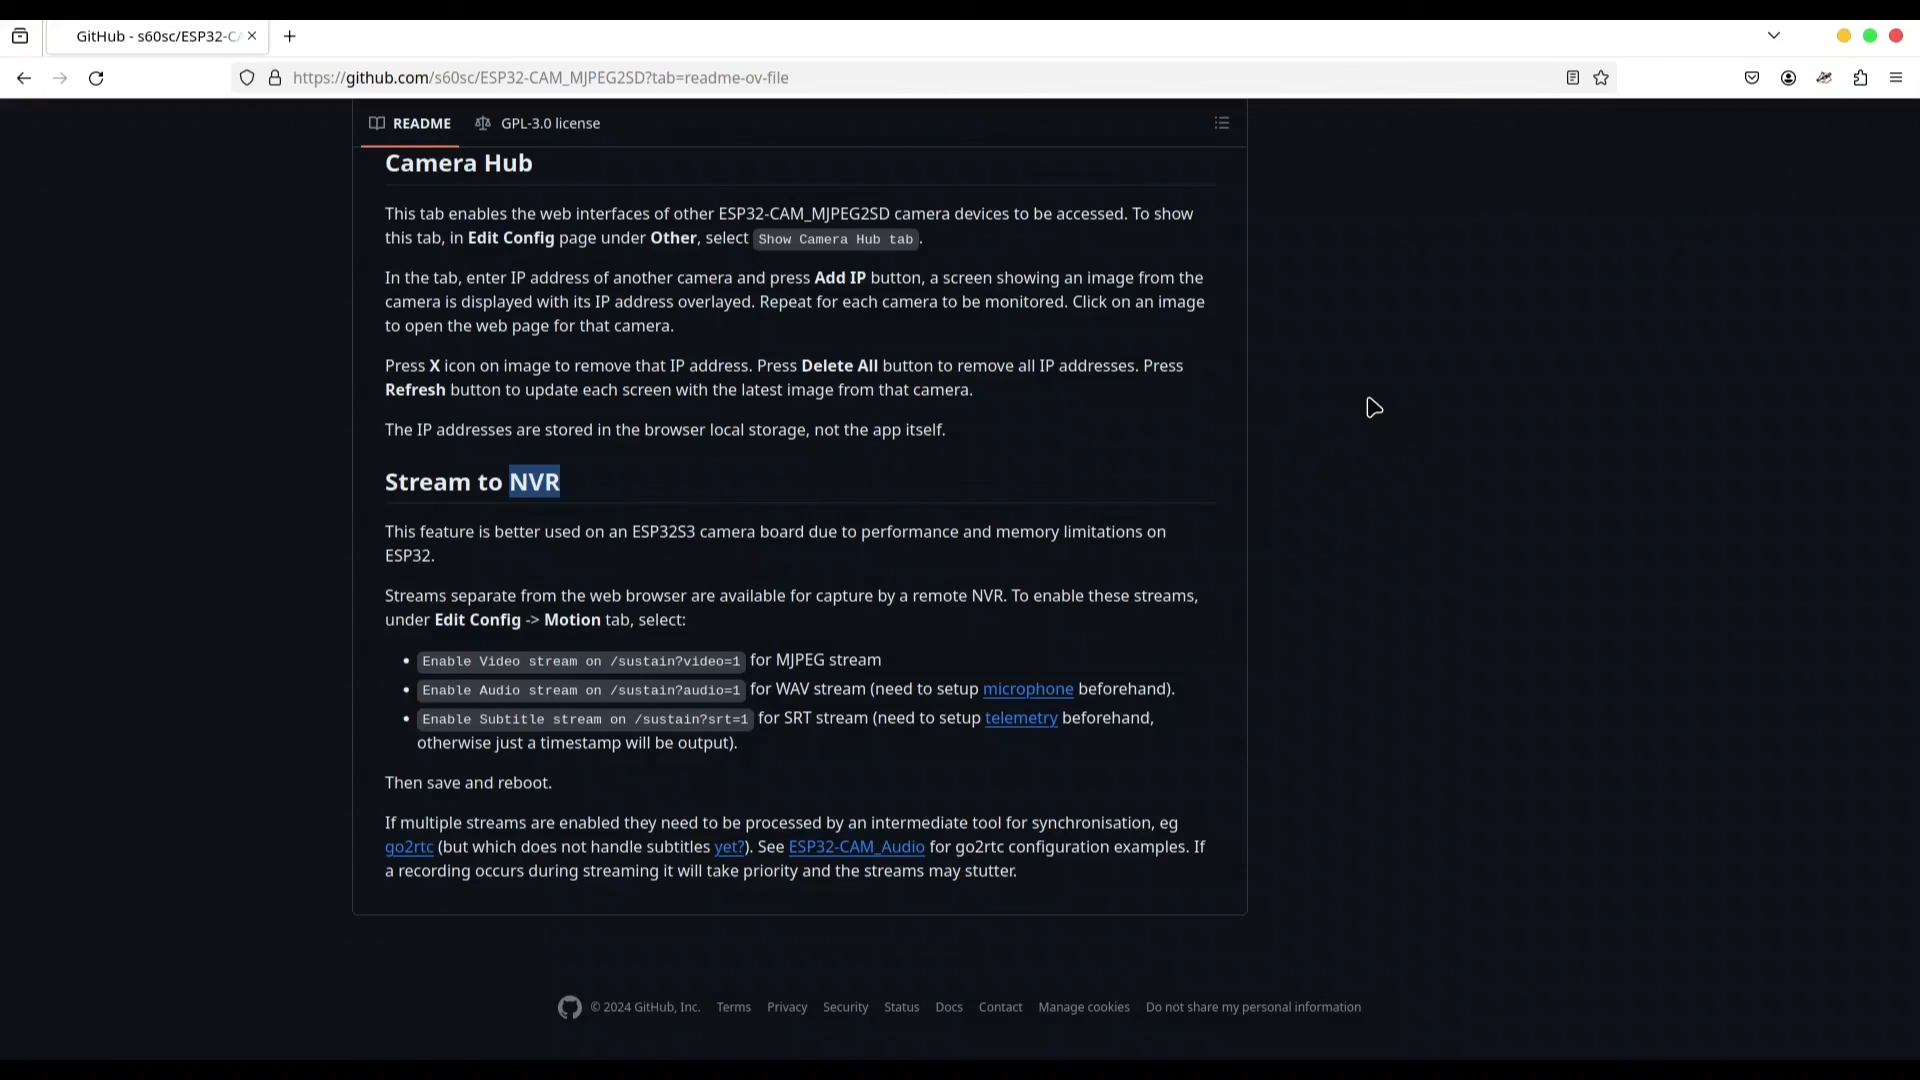 GitHub - s60sc/ESP32-CA
https://github.com/s60sc/ESP32-CAM_MJPEG2SD?tab=readme-ov-file
README
GPL-3.0 license
Camera Hub
This tab enables the web interfaces of other ESP32-CAM_MJPEG2SD camera devices to be accessed. To show
this tab, in Edit Config page under Other, select Show Camera Hub tab.
In the tab, enter IP address of another camera and press Add IP button, a screen showing an image from the
camera is displayed with its IP address overlayed. Repeat for each camera to be monitored. Click on an image
to open the web page for that camera.
Press X icon on image to remove that IP address. Press Delete All button to remove all IP addresses. Press
Refresh button to update each screen with the latest image from that camera.
The IP addresses are stored in the browser local storage, not the app itself.
Stream to NVR
This feature is better used on an ESP32S3 camera board due to performance and memory limitations on
ESP32.
Streams separate from the web browser are available for capture by a remote NVR. To enable these streams,
under Edit Config -> Motion tab, select:
• Enable Video stream on /sustain?video=1 for MJPEG stream
• Enable Audio stream on /sustain?audio=1 for WAV stream (need to setup microphone beforehand).
• Enable Subtitle stream on /sustain?srt=1 for SRT stream (need to setup telemetry beforehand,
otherwise just a timestamp will be output).
Then save and reboot.
If multiple streams are enabled they need to be processed by an intermediate tool for synchronisation, eg
go2rtc (but which does not handle subtitles yet?). See ESP32-CAM_Audio for go2rtc configuration examples. If
a recording occurs during streaming it will take priority and the streams may stutter.
© 2024 GitHub, Inc. Terms Privacy Security Status Docs Contact Manage cookies Do not share my personal information